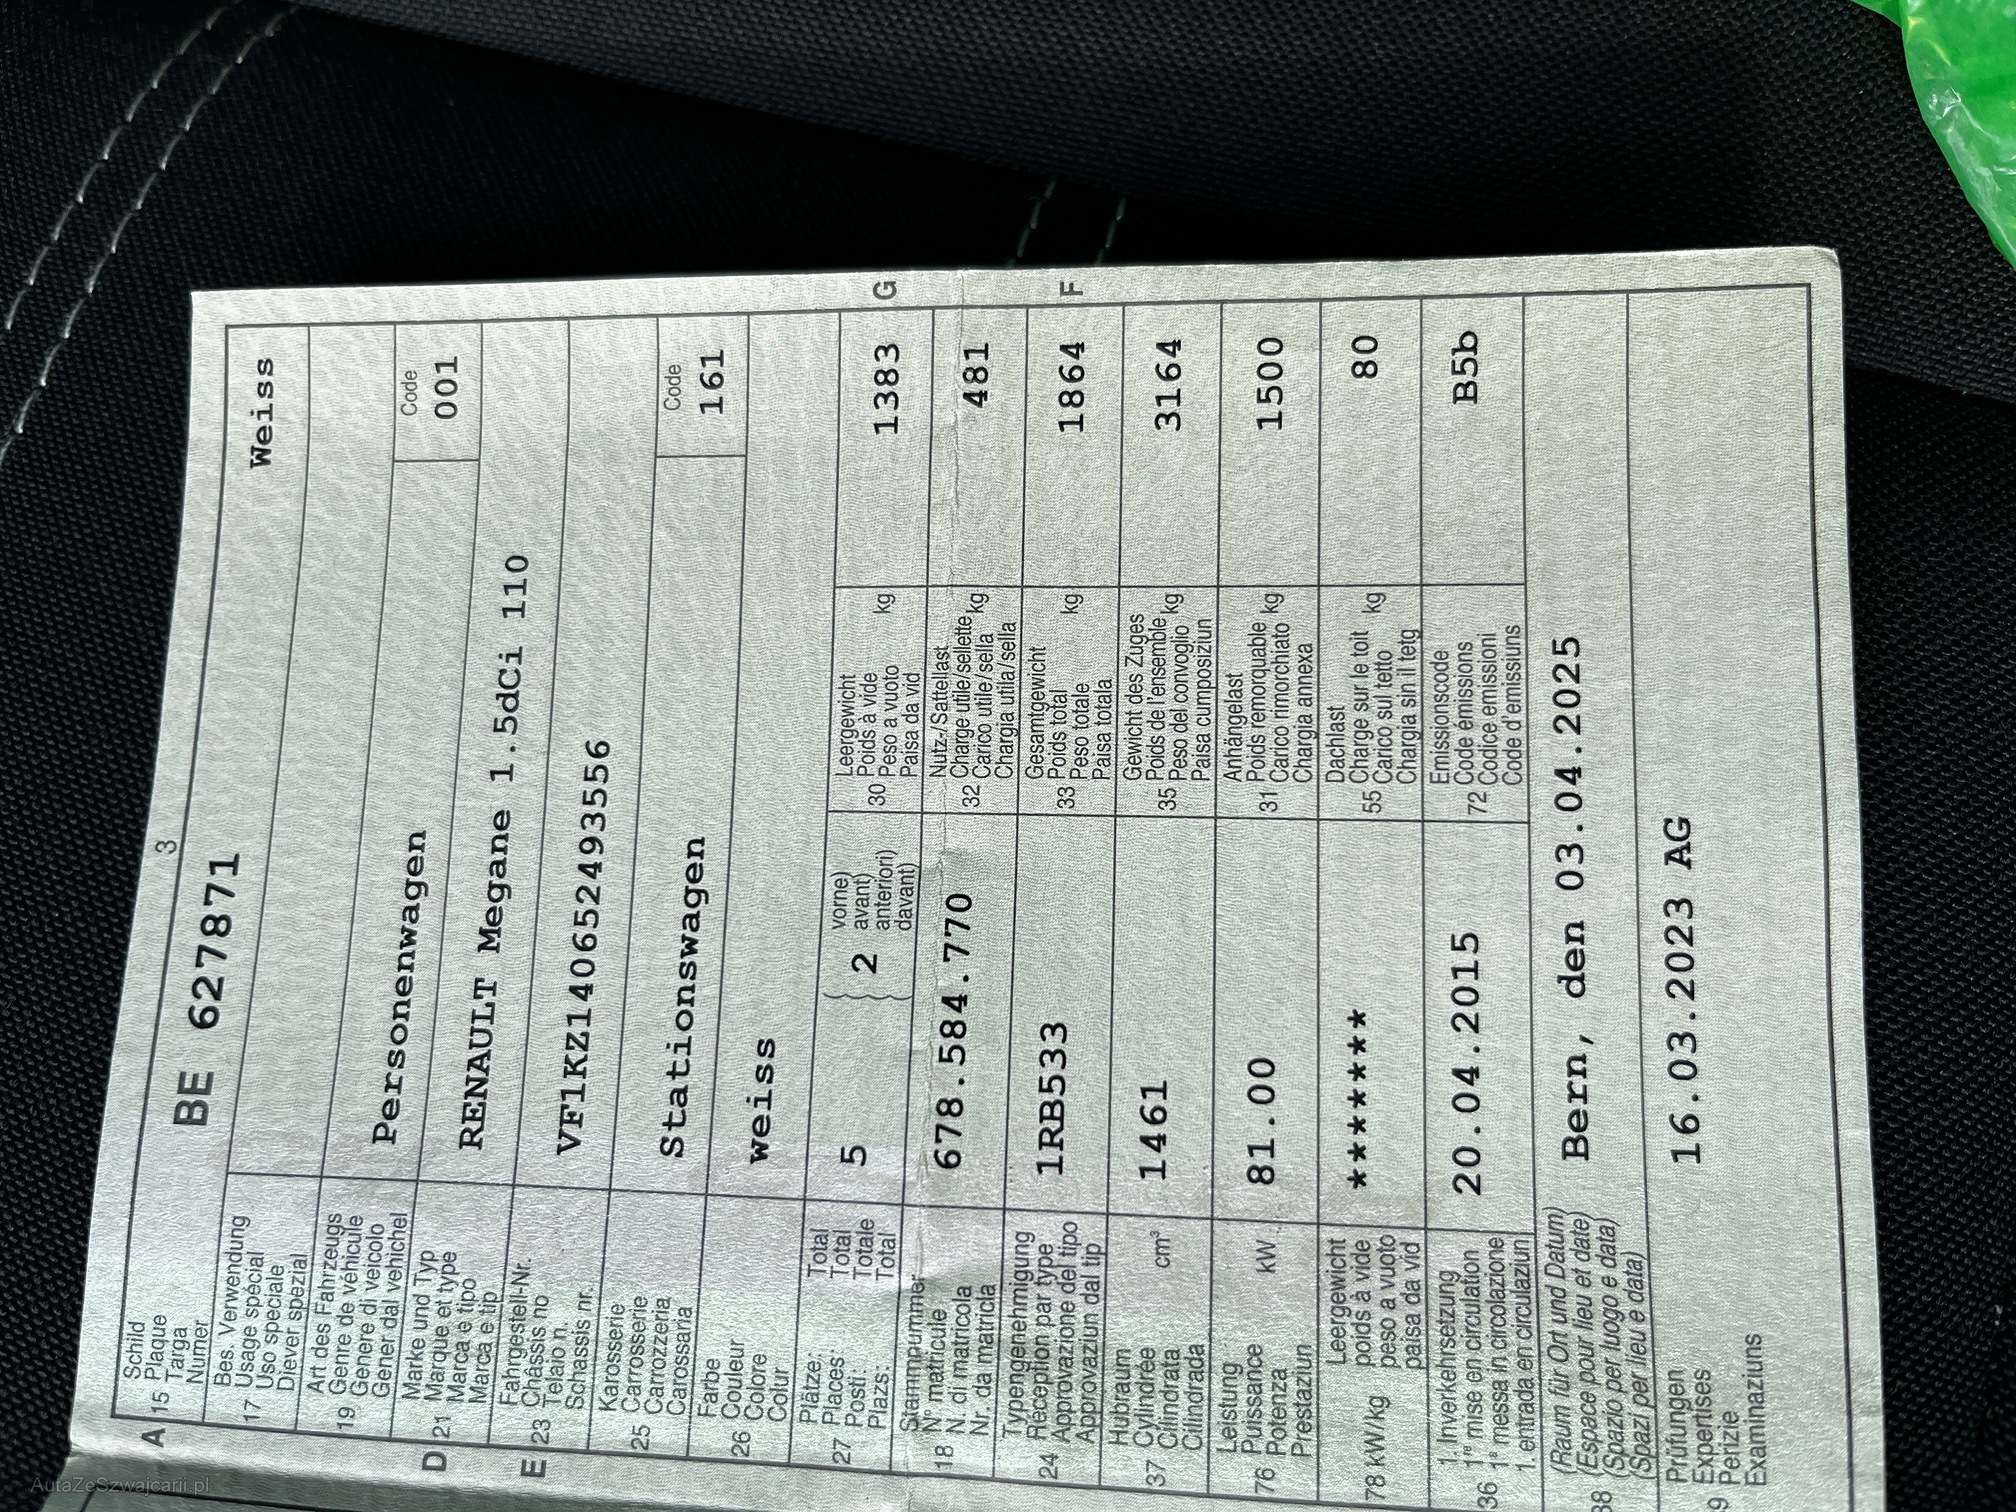 3
A
Schild
15 Plaque
Targa
Numer
BE 627871
Weiss
Bes. Verwendung
17 Usage spécial
Uso speciale
Diever spezial
Art des Fahrzeugs
19 Genre de véhicule
Genere di veicolo
Gener dal vehichel
Personenwagen
Code
001
D
Marke und Typ
21 Marque et type
Marca e tipo
Marca e tip
RENAULT Megane 1.5dCi 110
E
Fahrgestell-Nr.
23 Châssis no
Telaio n.
Schassis nr.
VF1KZ140652493556
Karosserie
25 Carrosserie
Carrozzeria
Carossaria
Stationswagen
Code
161
Farbe
26 Couleur
Colore
Colur
weiss
Plätze: Total
27 Places: Total
Posti: Totale
Plazs: Total
5
2
vorne)
avant)
anteriori)
davant)
Leergewicht
Poids à vide
30 Peso a vuoto kg
Paisa da vid
1383
G
Stammnummer
18 N° matricule
N. di matricola
Nr. da matricla
678.584.770
Nutz-/Sattellast
Charge utile/sellette
32 Carico utile/sella kg
Chargia utila/sella
481
Typengenehmigung
24 Réception par type
Approvazione del tipo
Approvaziun dal tip
1RB533
Gesamtgewicht
Poids total
33 Peso totale kg
Paisa totala
1864
F
Hubraum
37 Cylindrée cm³
Cilindrata
Cilindrada
1461
Gewicht des Zuges
Poids de l'ensemble
35 Peso del convoglio kg
Paisa cumposiziun
3164
Leistung
76 Puissance kW
Potenza
Prestaziun
81.00
Anhängelast
Poids remorquable
31 Carico rimorchiato kg
Chargia annexa
1500
Leergewicht
78 kW/kg poids à vide
peso a vuoto
paisa da vid
********
Dachlast
55 Charge sur le toit kg
Carico sul tetto
Chargia sin il tetg
80
1. Inverkehrsetzung
36 1re mise en circulation
1a messa in circolazione
1. entrada en circulaziun
20.04.2015
Emissionscode
72 Code émissions
Codice emissioni
Code d'emissiuns
B5b
(Raum für Ort und Datum)
38 (Espace pour lieu et date)
(Spazio per luogo e data)
(Spazi per lieu e data)
Bern, den 03.04.2025
Prüfungen
9 Expertises
Perizie
Examinaziuns
16.03.2023 AG
AutaZeSzwajcarii.pl